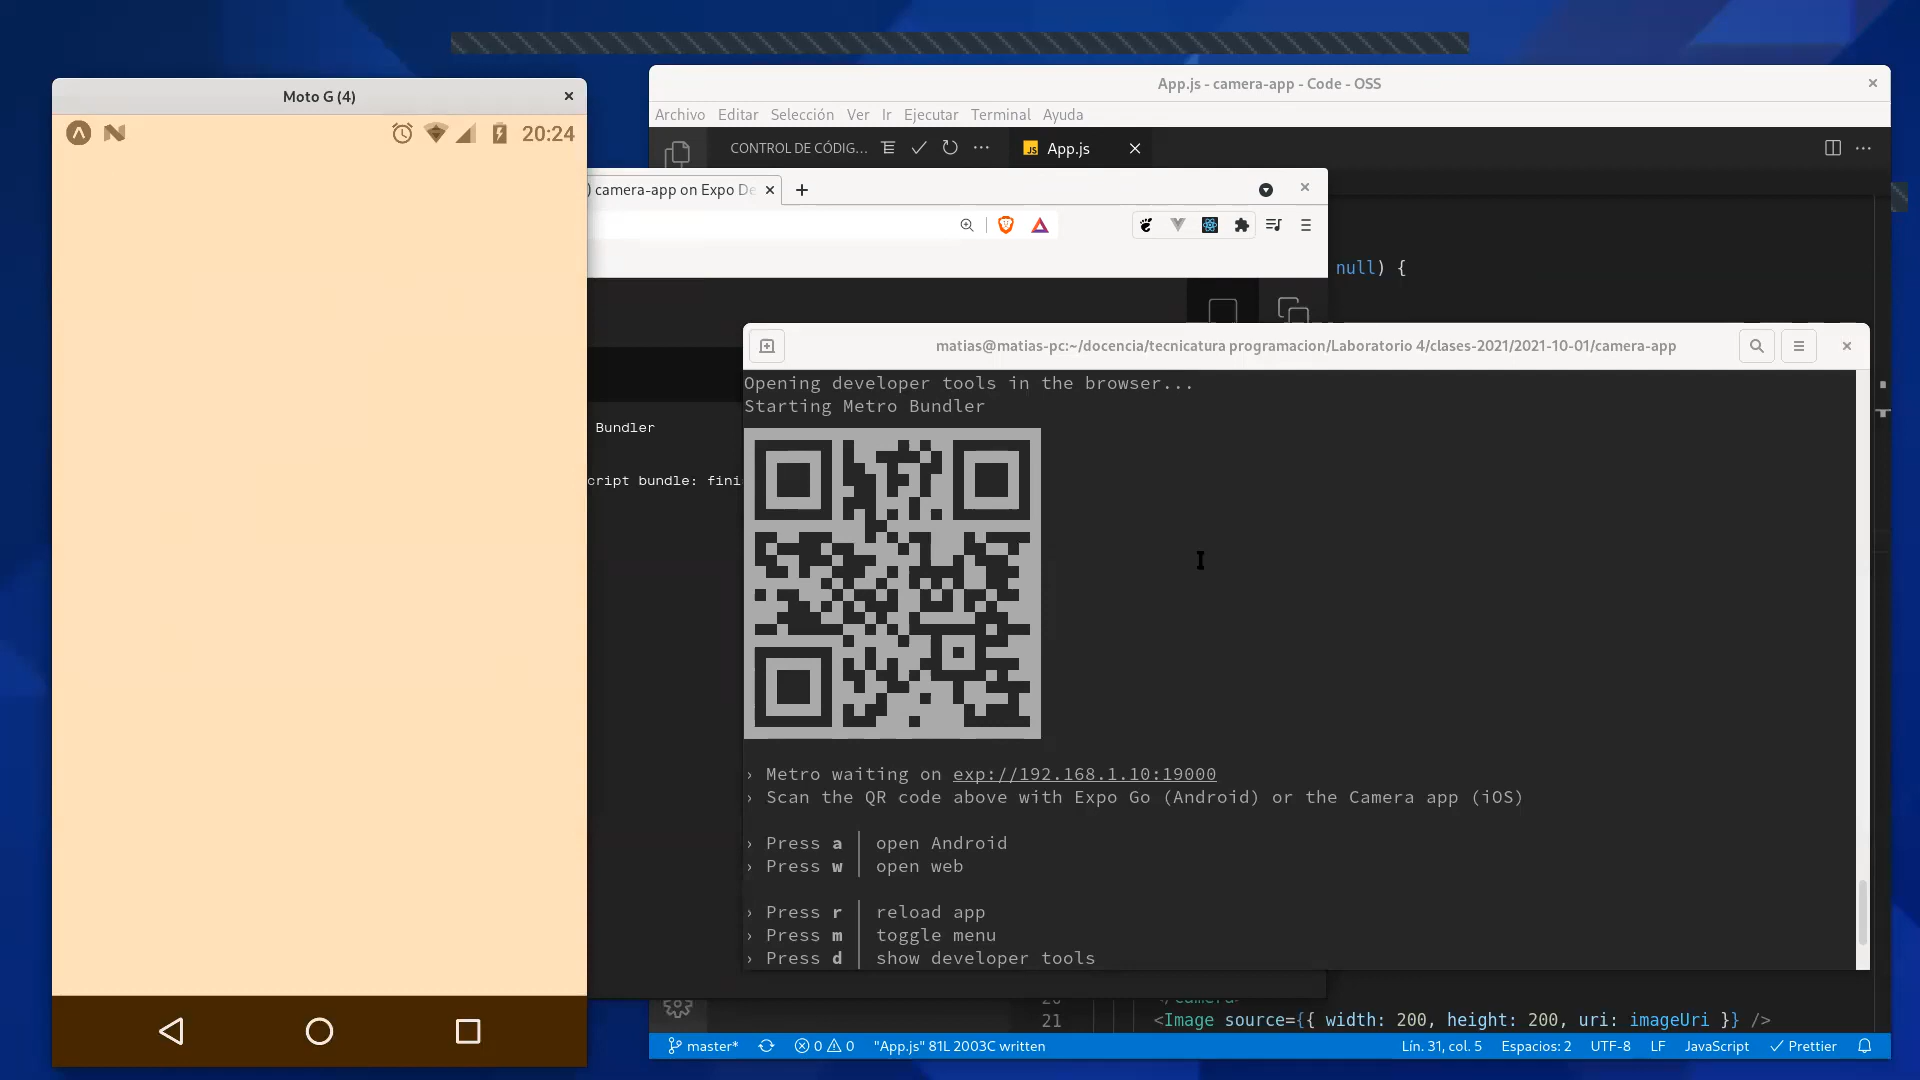 Moto G (4)
20:24
App.js - camera-app - Code - OSS
Archivo Editar Selección Ver Ir Ejecutar Terminal Ayuda
CONTROL DE CÓDIG...
JS App.js
) camera-app on Expo De
null) {
matias@matias-pc:~/docencia/tecnicatura programacion/Laboratorio 4/clases-2021/2021-10-01/camera-app
Opening developer tools in the browser...
Starting Metro Bundler
Bundler
cript bundle: fini
› Metro waiting on exp://192.168.1.10:19000
› Scan the QR code above with Expo Go (Android) or the Camera app (iOS)
› Press a │ open Android
› Press w │ open web
› Press r │ reload app
› Press m │ toggle menu
› Press d │ show developer tools
21 <Image source={{ width: 200, height: 200, uri: imageUri }} />
master* 0 0 "App.js" 81L 2003C written Lín. 31, col. 5 Espacios: 2 UTF-8 LF JavaScript Prettier